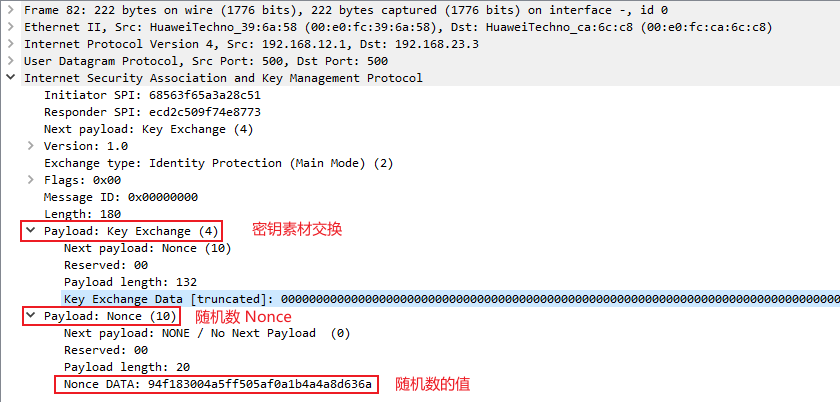 Frame 82: 222 bytes on wire (1776 bits), 222 bytes captured (1776 bits) on interface -, id 0
Ethernet II, Src: HuaweiTechno_39:6a:58 (00:e0:fc:39:6a:58), Dst: HuaweiTechno_ca:6c:c8 (00:e0:fc:ca:6c:c8)
Internet Protocol Version 4, Src: 192.168.12.1, Dst: 192.168.23.3
User Datagram Protocol, Src Port: 500, Dst Port: 500
Internet Security Association and Key Management Protocol
Initiator SPI: 68563f65a3a28c51
Responder SPI: ecd2c509f74e8773
Next payload: Key Exchange (4)
Version: 1.0
Exchange type: Identity Protection (Main Mode) (2)
Flags: 0x00
Message ID: 0x00000000
Length: 180
Payload: Key Exchange (4) 密钥素材交换
Next payload: Nonce (10)
Reserved: 00
Payload length: 132
Key Exchange Data [truncated]: 00000000000000000000000000000000000000000000000000000000000000000000000000000000
Payload: Nonce (10) 随机数 Nonce
Next payload: NONE / No Next Payload (0)
Reserved: 00
Payload length: 20
Nonce DATA: 94f183004a5ff505af0a1b4a4a8d636a 随机数的值